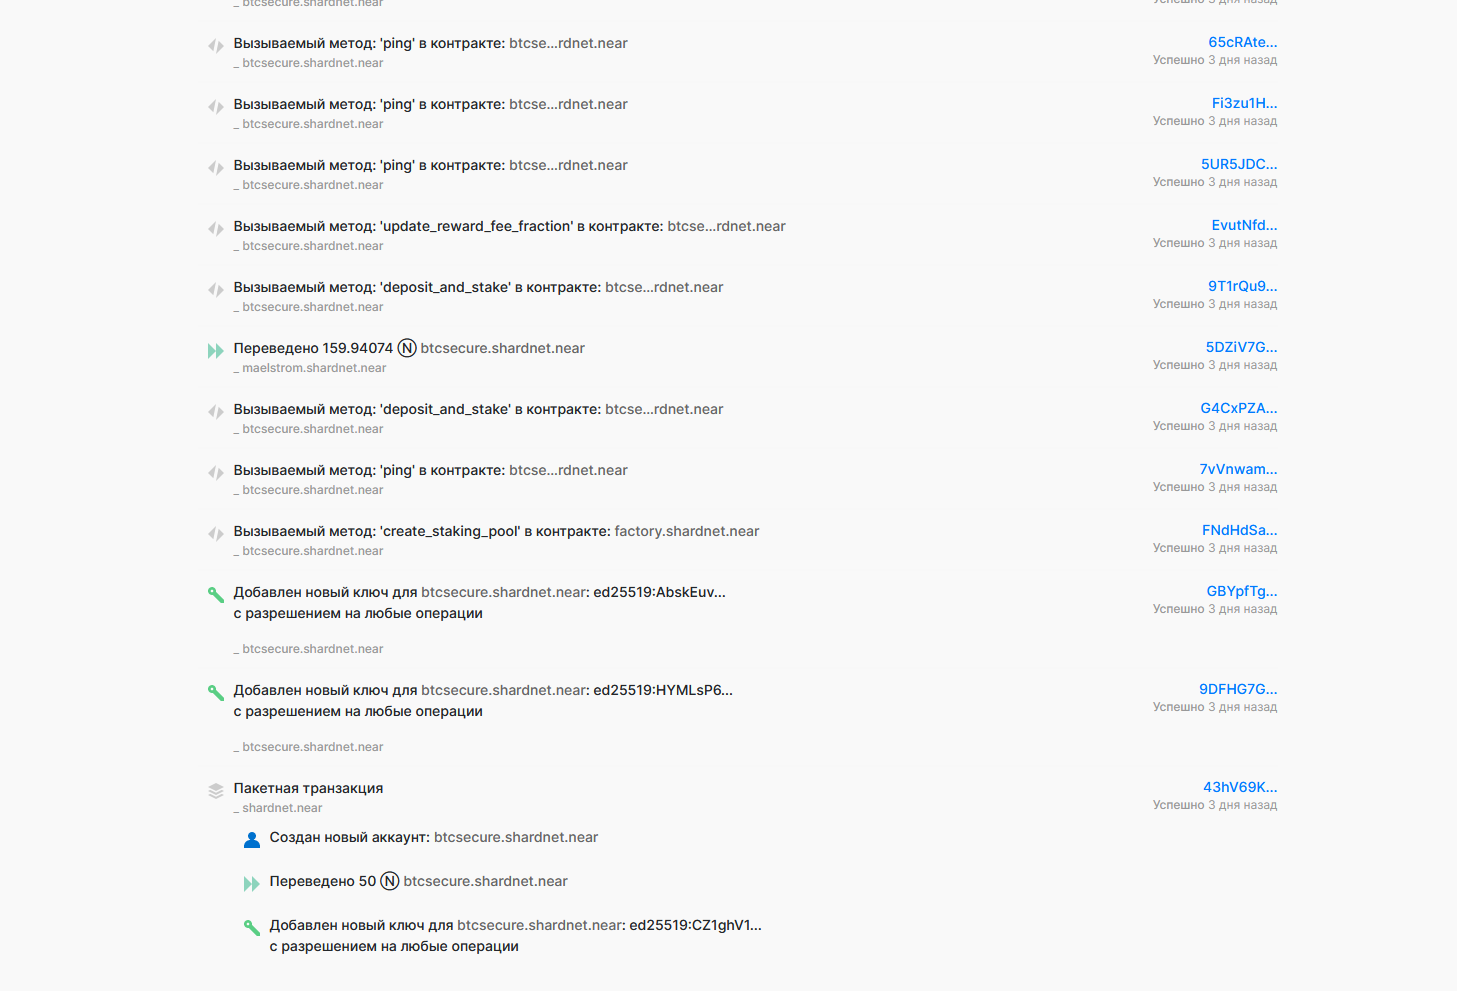 _ btcsecure.shardnet.near
Успешно 3 дня назад
Вызываемый метод: 'ping' в контракте: btcse...rdnet.near
65cRAte...
_ btcsecure.shardnet.near
Успешно 3 дня назад
Вызываемый метод: 'ping' в контракте: btcse...rdnet.near
Fi3zu1H...
_ btcsecure.shardnet.near
Успешно 3 дня назад
Вызываемый метод: 'ping' в контракте: btcse...rdnet.near
5UR5JDC...
_ btcsecure.shardnet.near
Успешно 3 дня назад
Вызываемый метод: 'update_reward_fee_fraction' в контракте: btcse...rdnet.near
EvutNfd...
_ btcsecure.shardnet.near
Успешно 3 дня назад
Вызываемый метод: 'deposit_and_stake' в контракте: btcse...rdnet.near
9T1rQu9...
_ btcsecure.shardnet.near
Успешно 3 дня назад
Переведено 159.94074 Ⓝ btcsecure.shardnet.near
5DZiV7G...
_ maelstrom.shardnet.near
Успешно 3 дня назад
Вызываемый метод: 'deposit_and_stake' в контракте: btcse...rdnet.near
G4CxPZA...
_ btcsecure.shardnet.near
Успешно 3 дня назад
Вызываемый метод: 'ping' в контракте: btcse...rdnet.near
7vVnwam...
_ btcsecure.shardnet.near
Успешно 3 дня назад
Вызываемый метод: 'create_staking_pool' в контракте: factory.shardnet.near
FNdHdSa...
_ btcsecure.shardnet.near
Успешно 3 дня назад
Добавлен новый ключ для btcsecure.shardnet.near: ed25519:AbskEuv...
GBYpfTg...
с разрешением на любые операции
Успешно 3 дня назад
_ btcsecure.shardnet.near
Добавлен новый ключ для btcsecure.shardnet.near: ed25519:HYMLsP6...
9DFHG7G...
с разрешением на любые операции
Успешно 3 дня назад
_ btcsecure.shardnet.near
Пакетная транзакция
43hV69K...
_ shardnet.near
Успешно 3 дня назад
Создан новый аккаунт: btcsecure.shardnet.near
Переведено 50 Ⓝ btcsecure.shardnet.near
Добавлен новый ключ для btcsecure.shardnet.near: ed25519:CZ1ghV1...
с разрешением на любые операции